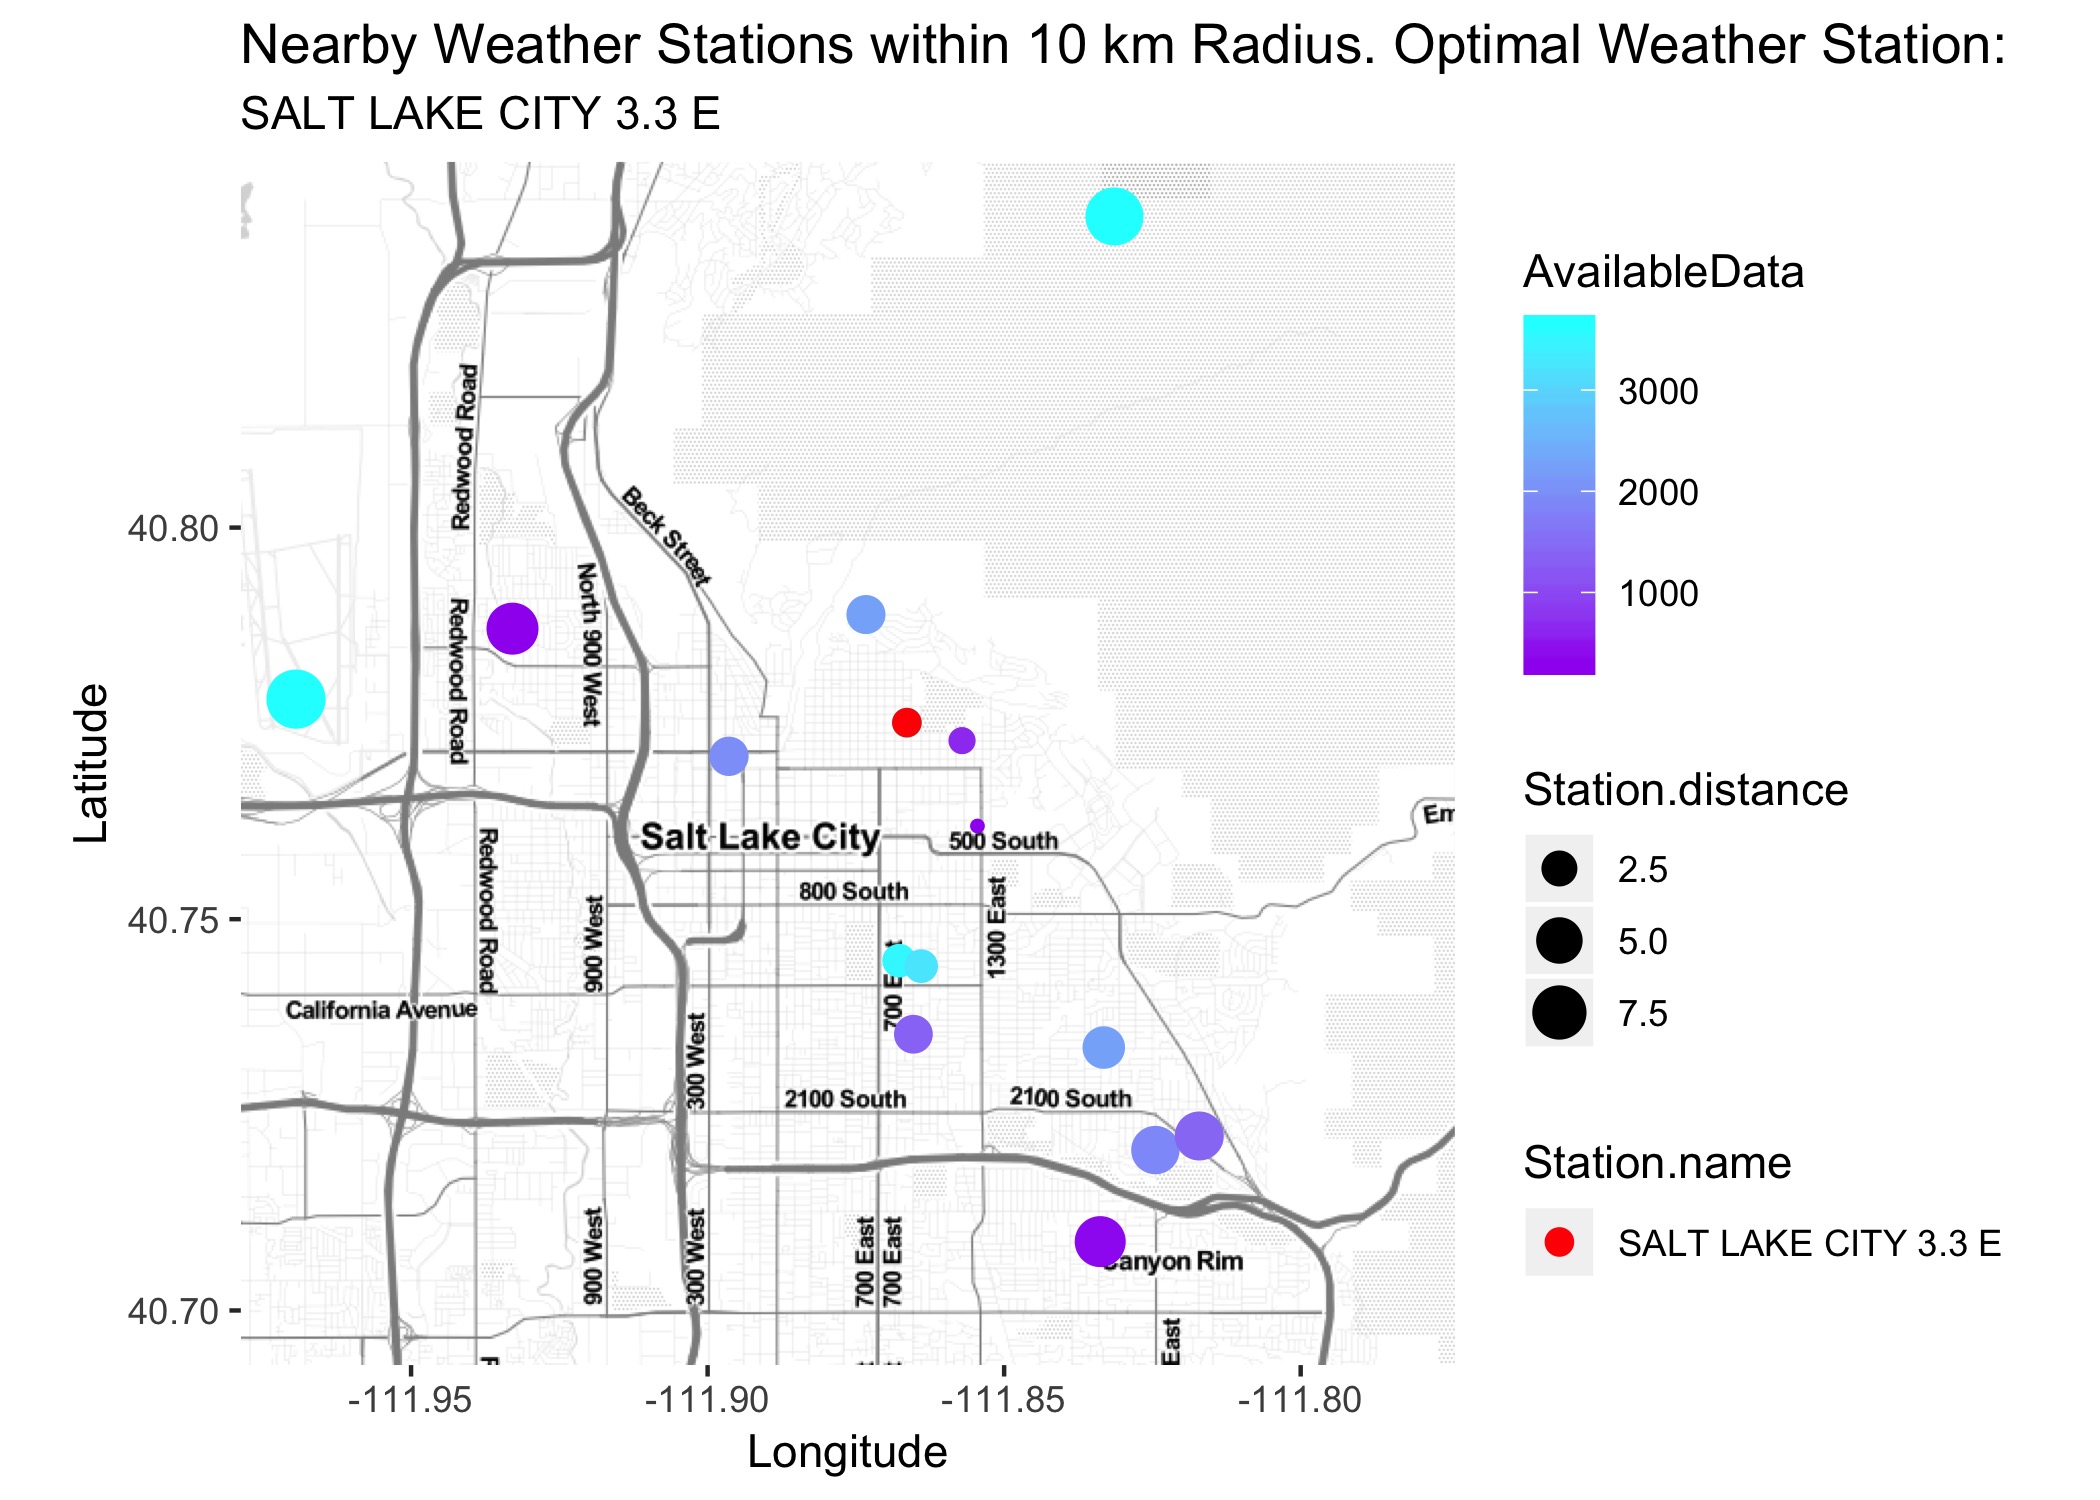 Nearby Weather Stations within 10 km Radius. Optimal Weather Station:
SALT LAKE CITY 3.3 E
Latitude
40.80
40.75
40.70
Redwood Road
Beck Street
North 900 West
Redwood Road
Salt Lake City
500 South
Redwood Road
800 South
900 West
1300 East
700 E
California Avenue
300 West
2100 South
2100 South
900 West
300 West
700 East
700 East
Canyon Rim
East
Em
-111.95
-111.90
-111.85
-111.80
Longitude
AvailableData
3000
2000
1000
Station.distance
2.5
5.0
7.5
Station.name
SALT LAKE CITY 3.3 E